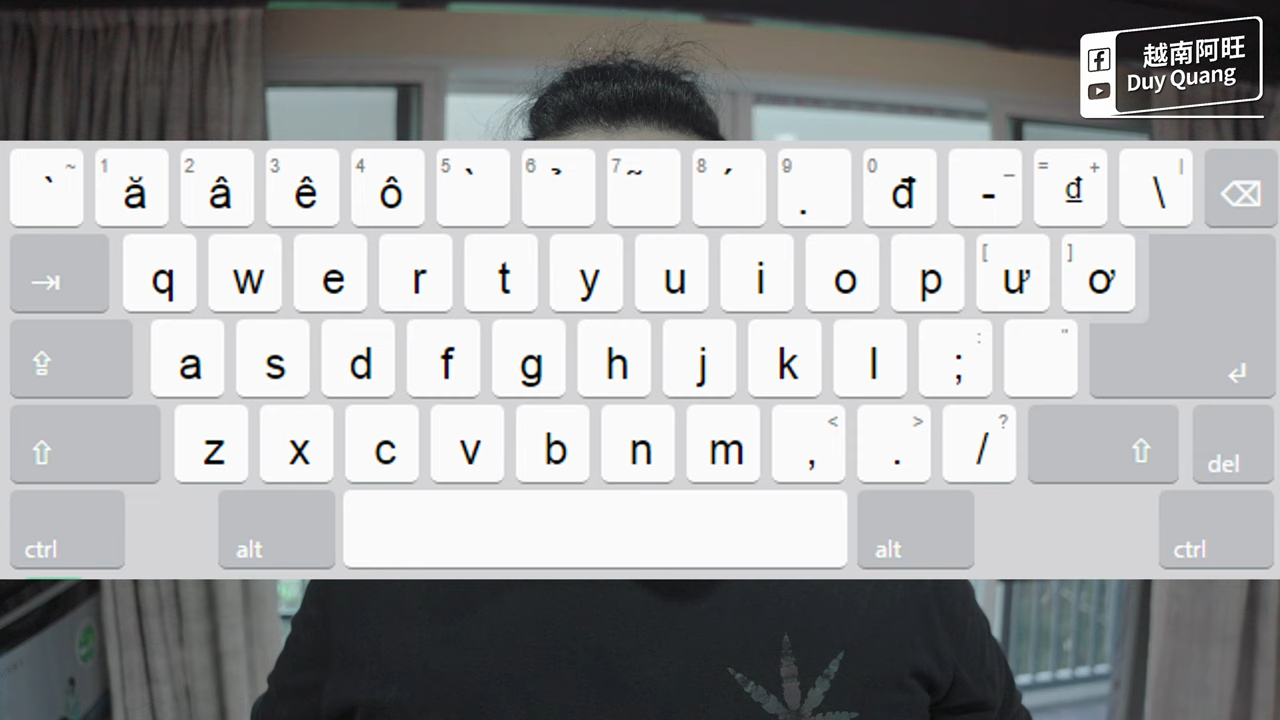 越南阿旺
Duy Quang
` ~ 1 ă 2 â 3 ê 4 ô 5 ` 6 ̉ 7 ~ 8 ´ 9 . 0 đ - _ = ₫ + \ |
q w e r t y u i o p [ ư ] ơ
a s d f g h j k l ; : "
z x c v b n m , < . > / ? del
ctrl alt alt ctrl